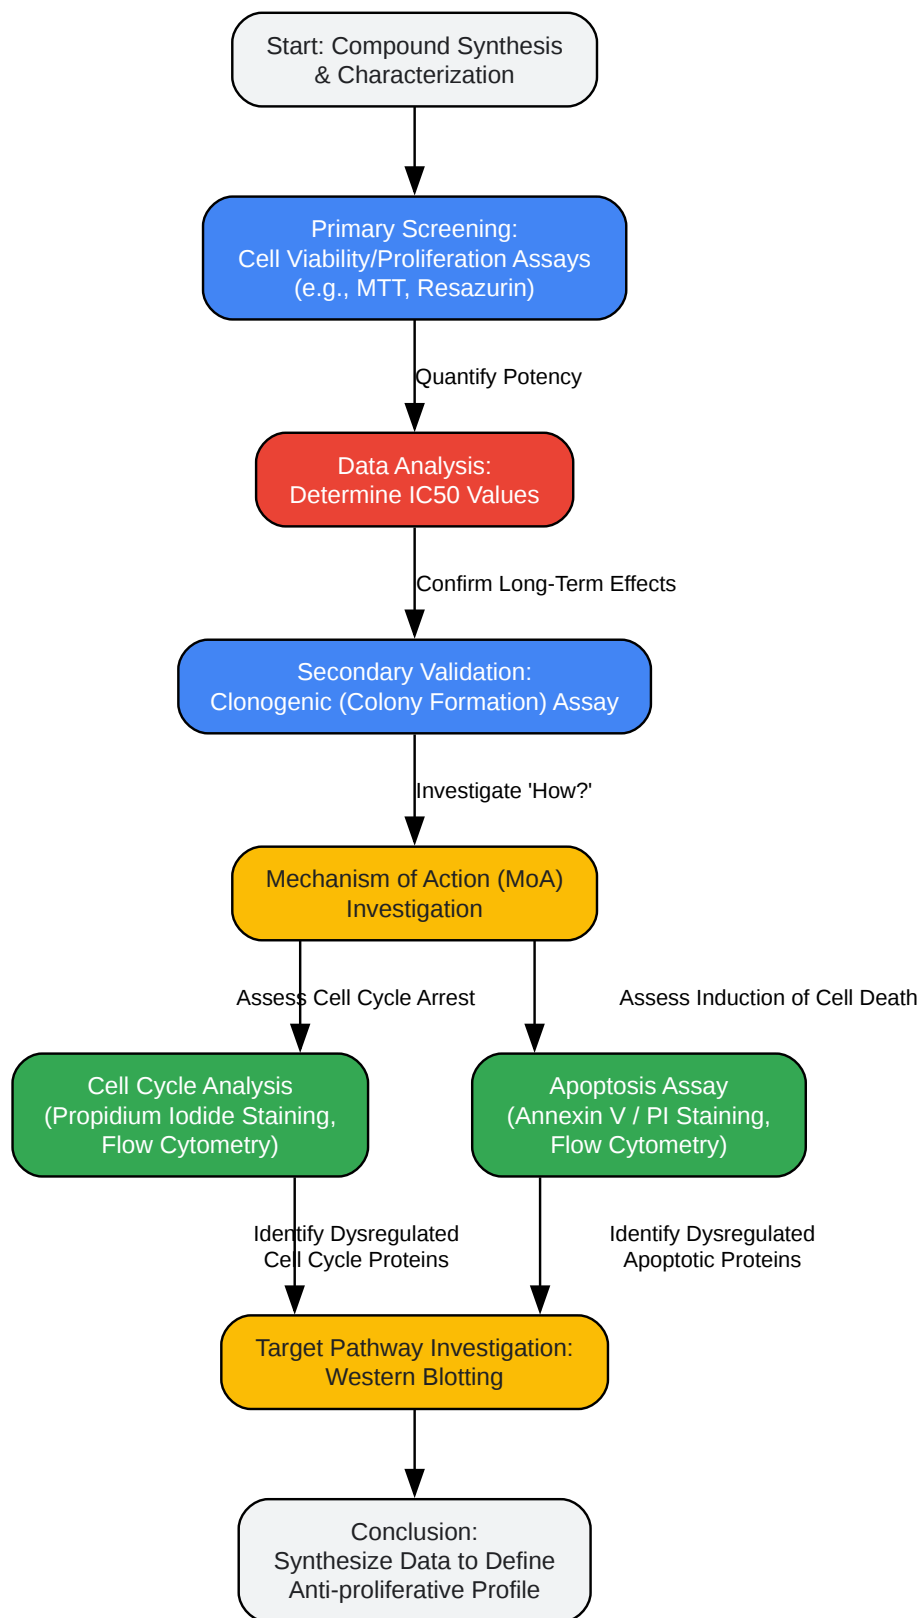 Start: Compound Synthesis
& Characterization
Primary Screening:
Cell Viability/Proliferation Assays
(e.g., MTT, Resazurin)
Quantify Potency
Data Analysis:
Determine IC50 Values
Confirm Long-Term Effects
Secondary Validation:
Clonogenic (Colony Formation) Assay
Investigate 'How?'
Mechanism of Action (MoA)
Investigation
Assess Cell Cycle Arrest
Assess Induction of Cell Death
Cell Cycle Analysis
(Propidium Iodide Staining,
Flow Cytometry)
Apoptosis Assay
(Annexin V / PI Staining,
Flow Cytometry)
Identify Dysregulated
Cell Cycle Proteins
Identify Dysregulated
Apoptotic Proteins
Target Pathway Investigation:
Western Blotting
Conclusion:
Synthesize Data to Define
Anti-proliferative Profile